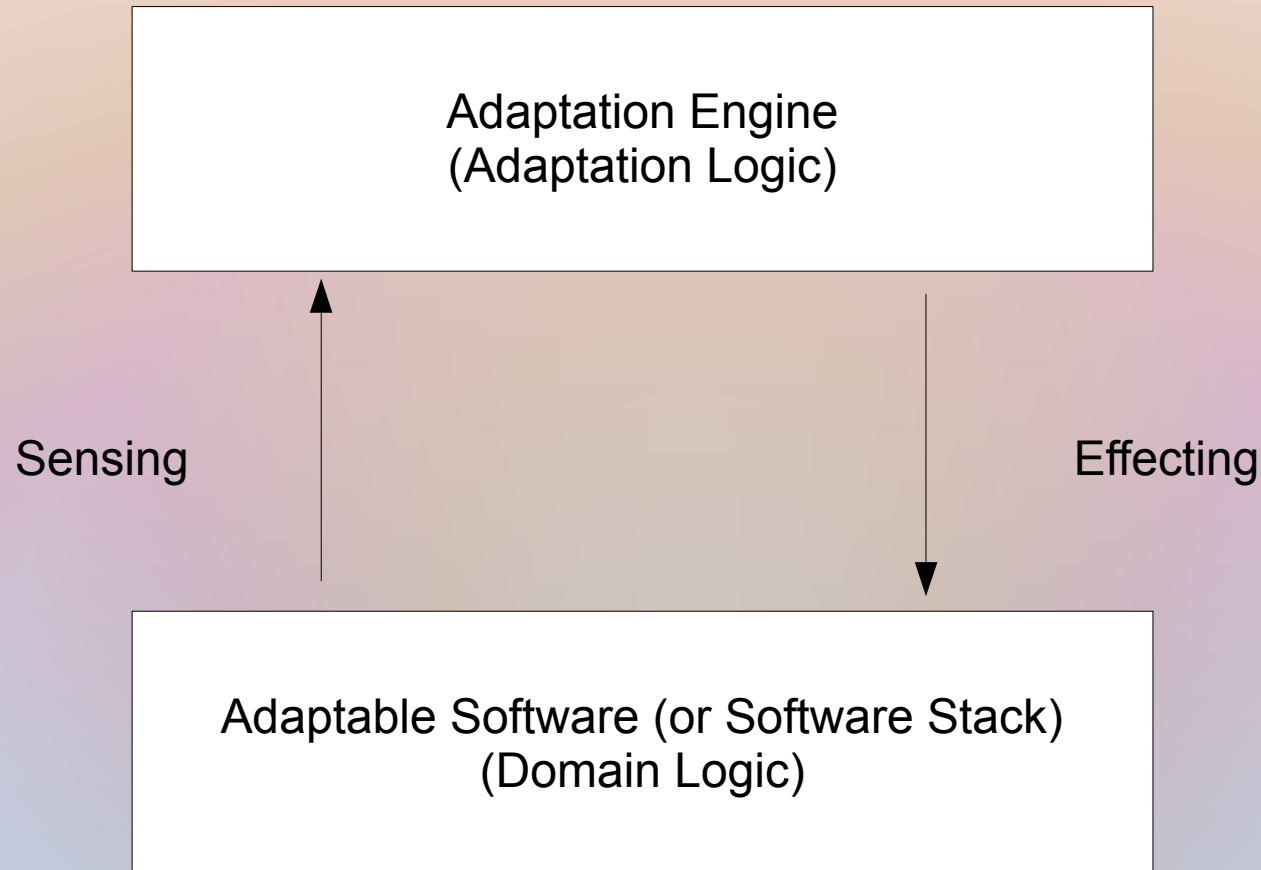 Adaptation Engine
(Adaptation Logic)
Sensing
Effecting
Adaptable Software (or Software Stack)
(Domain Logic)